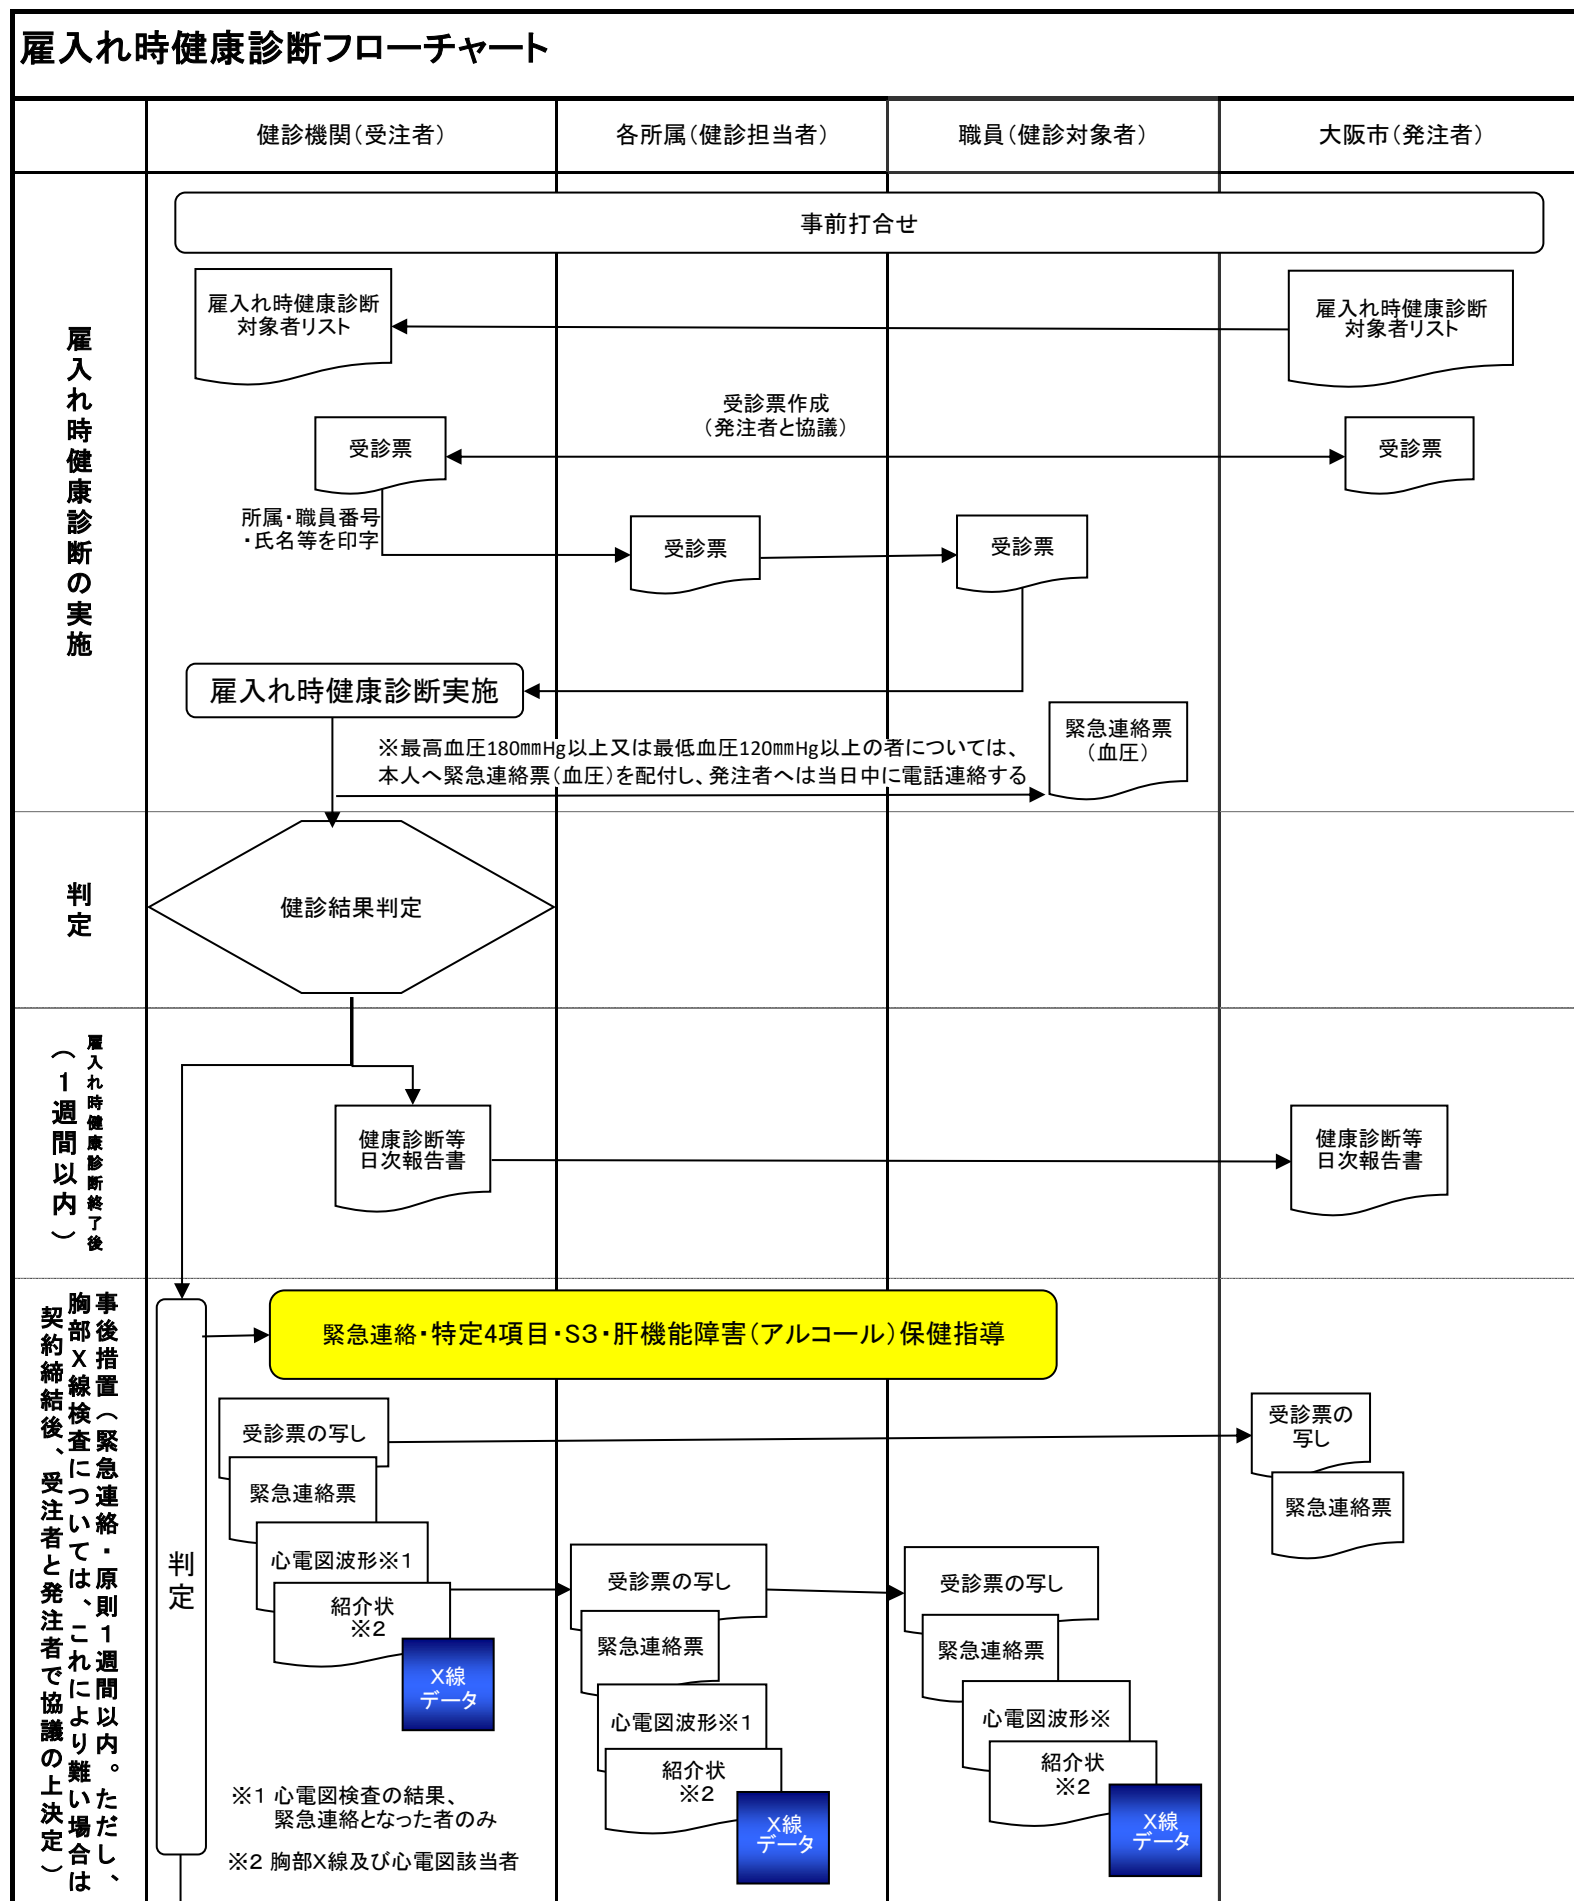 雇入れ時健康診断フローチャート
健診機関（受注者）
各所属（健診担当者）
職員（健診対象者）
大阪市（発注者）
雇入れ時健康診断の実施
事前打合せ
雇入れ時健康診断
対象者リスト
雇入れ時健康診断
対象者リスト
受診票作成
（発注者と協議）
受診票
受診票
所属・職員番号
・氏名等を印字
受診票
受診票
雇入れ時健康診断実施
緊急連絡票
（血圧）
※最高血圧180mmHg以上又は最低血圧120mmHg以上の者については、
本人へ緊急連絡票（血圧）を配付し、発注者へは当日中に電話連絡する
判定
健診結果判定
雇入れ時健康診断終了後
（１週間以内）
健康診断等
日次報告書
健康診断等
日次報告書
事後措置（緊急連絡・原則１週間以内。ただし、
胸部Ｘ線検査については、これにより難い場合は
契約締結後、受注者と発注者で協議の上決定）
判定
緊急連絡・特定4項目・S3・肝機能障害（アルコール）保健指導
受診票の写し
緊急連絡票
心電図波形※1
紹介状
※2
X線
データ
受診票の写し
緊急連絡票
心電図波形※1
紹介状
※2
X線
データ
受診票の写し
緊急連絡票
心電図波形※
紹介状
※2
X線
データ
受診票の
写し
緊急連絡票
※1 心電図検査の結果、
緊急連絡となった者のみ
※2 胸部X線及び心電図該当者